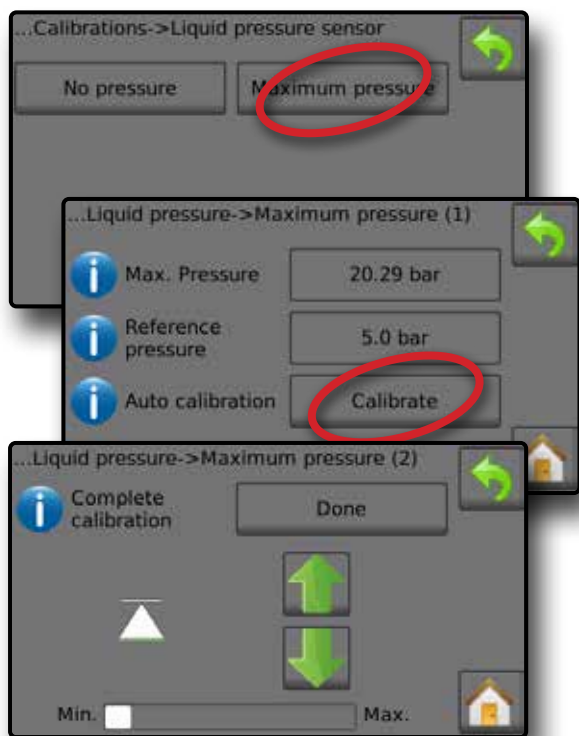 ...Calibrations->Liquid pressure sensor
No pressure
Maximum pressure
...Liquid pressure->Maximum pressure (1)
Max. Pressure
20.29 bar
Reference
pressure
5.0 bar
Auto calibration
Calibrate
...Liquid pressure->Maximum pressure (2)
Complete
calibration
Done
Min.
Max.